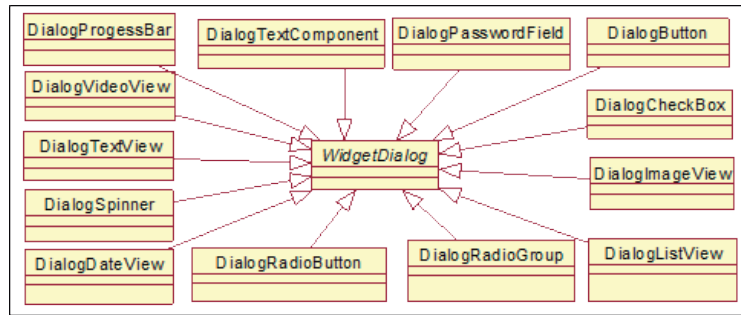 DialogProgessBar
DialogTextComponent
DialogPasswordField
DialogButton
DialogVideoView
DialogCheckBox
DialogTextView
WidgetDialog
DialogImageView
DialogSpinner
DialogDateView
DialogRadioButton
DialogRadioGroup
DialogListView